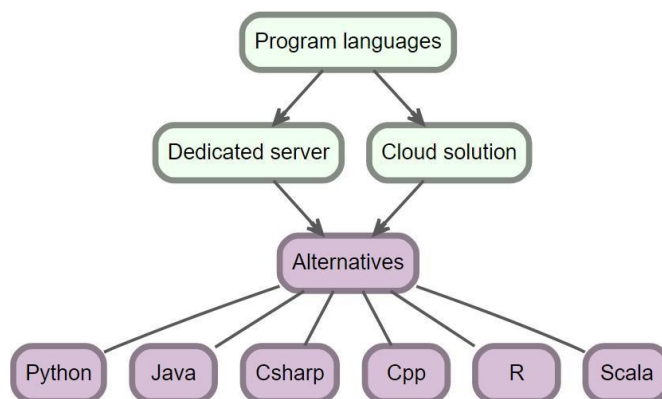 Program languages
Dedicated server
Cloud solution
Alternatives
Python
Java
Csharp
Cpp
R
Scala